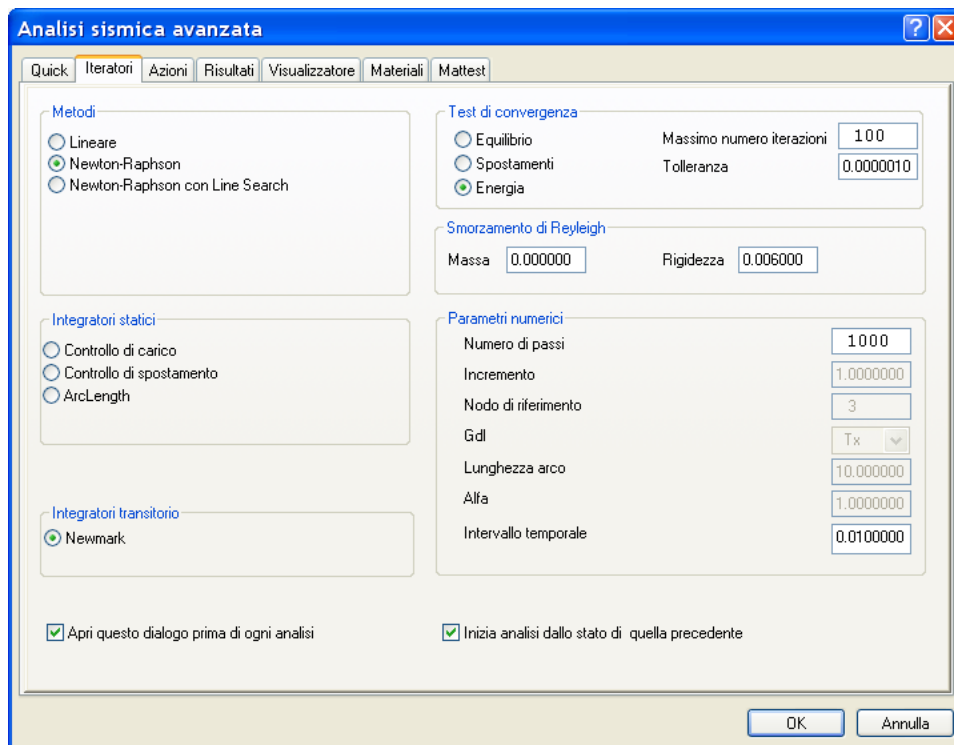 Analisi sismica avanzata
Quick Iteratori Azioni Risultati Visualizzatore Materiali Mattest
Metodi
Lineare
Newton-Raphson
Newton-Raphson con Line Search
Test di convergenza
Equilibrio
Spostamenti
Energia
Massimo numero iterazioni 100
Tolleranza 0.0000010
Smorzamento di Reyleigh
Massa 0.000000 Rigidezza 0.006000
Integratori statici
Controllo di carico
Controllo di spostamento
ArcLength
Parametri numerici
Numero di passi 1000
Incremento 1.0000000
Nodo di riferimento 3
Gdl Tx
Lunghezza arco 10.000000
Alfa 1.0000000
Intervallo temporale 0.0100000
Integratori transitorio
Newmark
Apri questo dialogo prima di ogni analisi
Inizia analisi dallo stato di quella precedente
OK Annulla